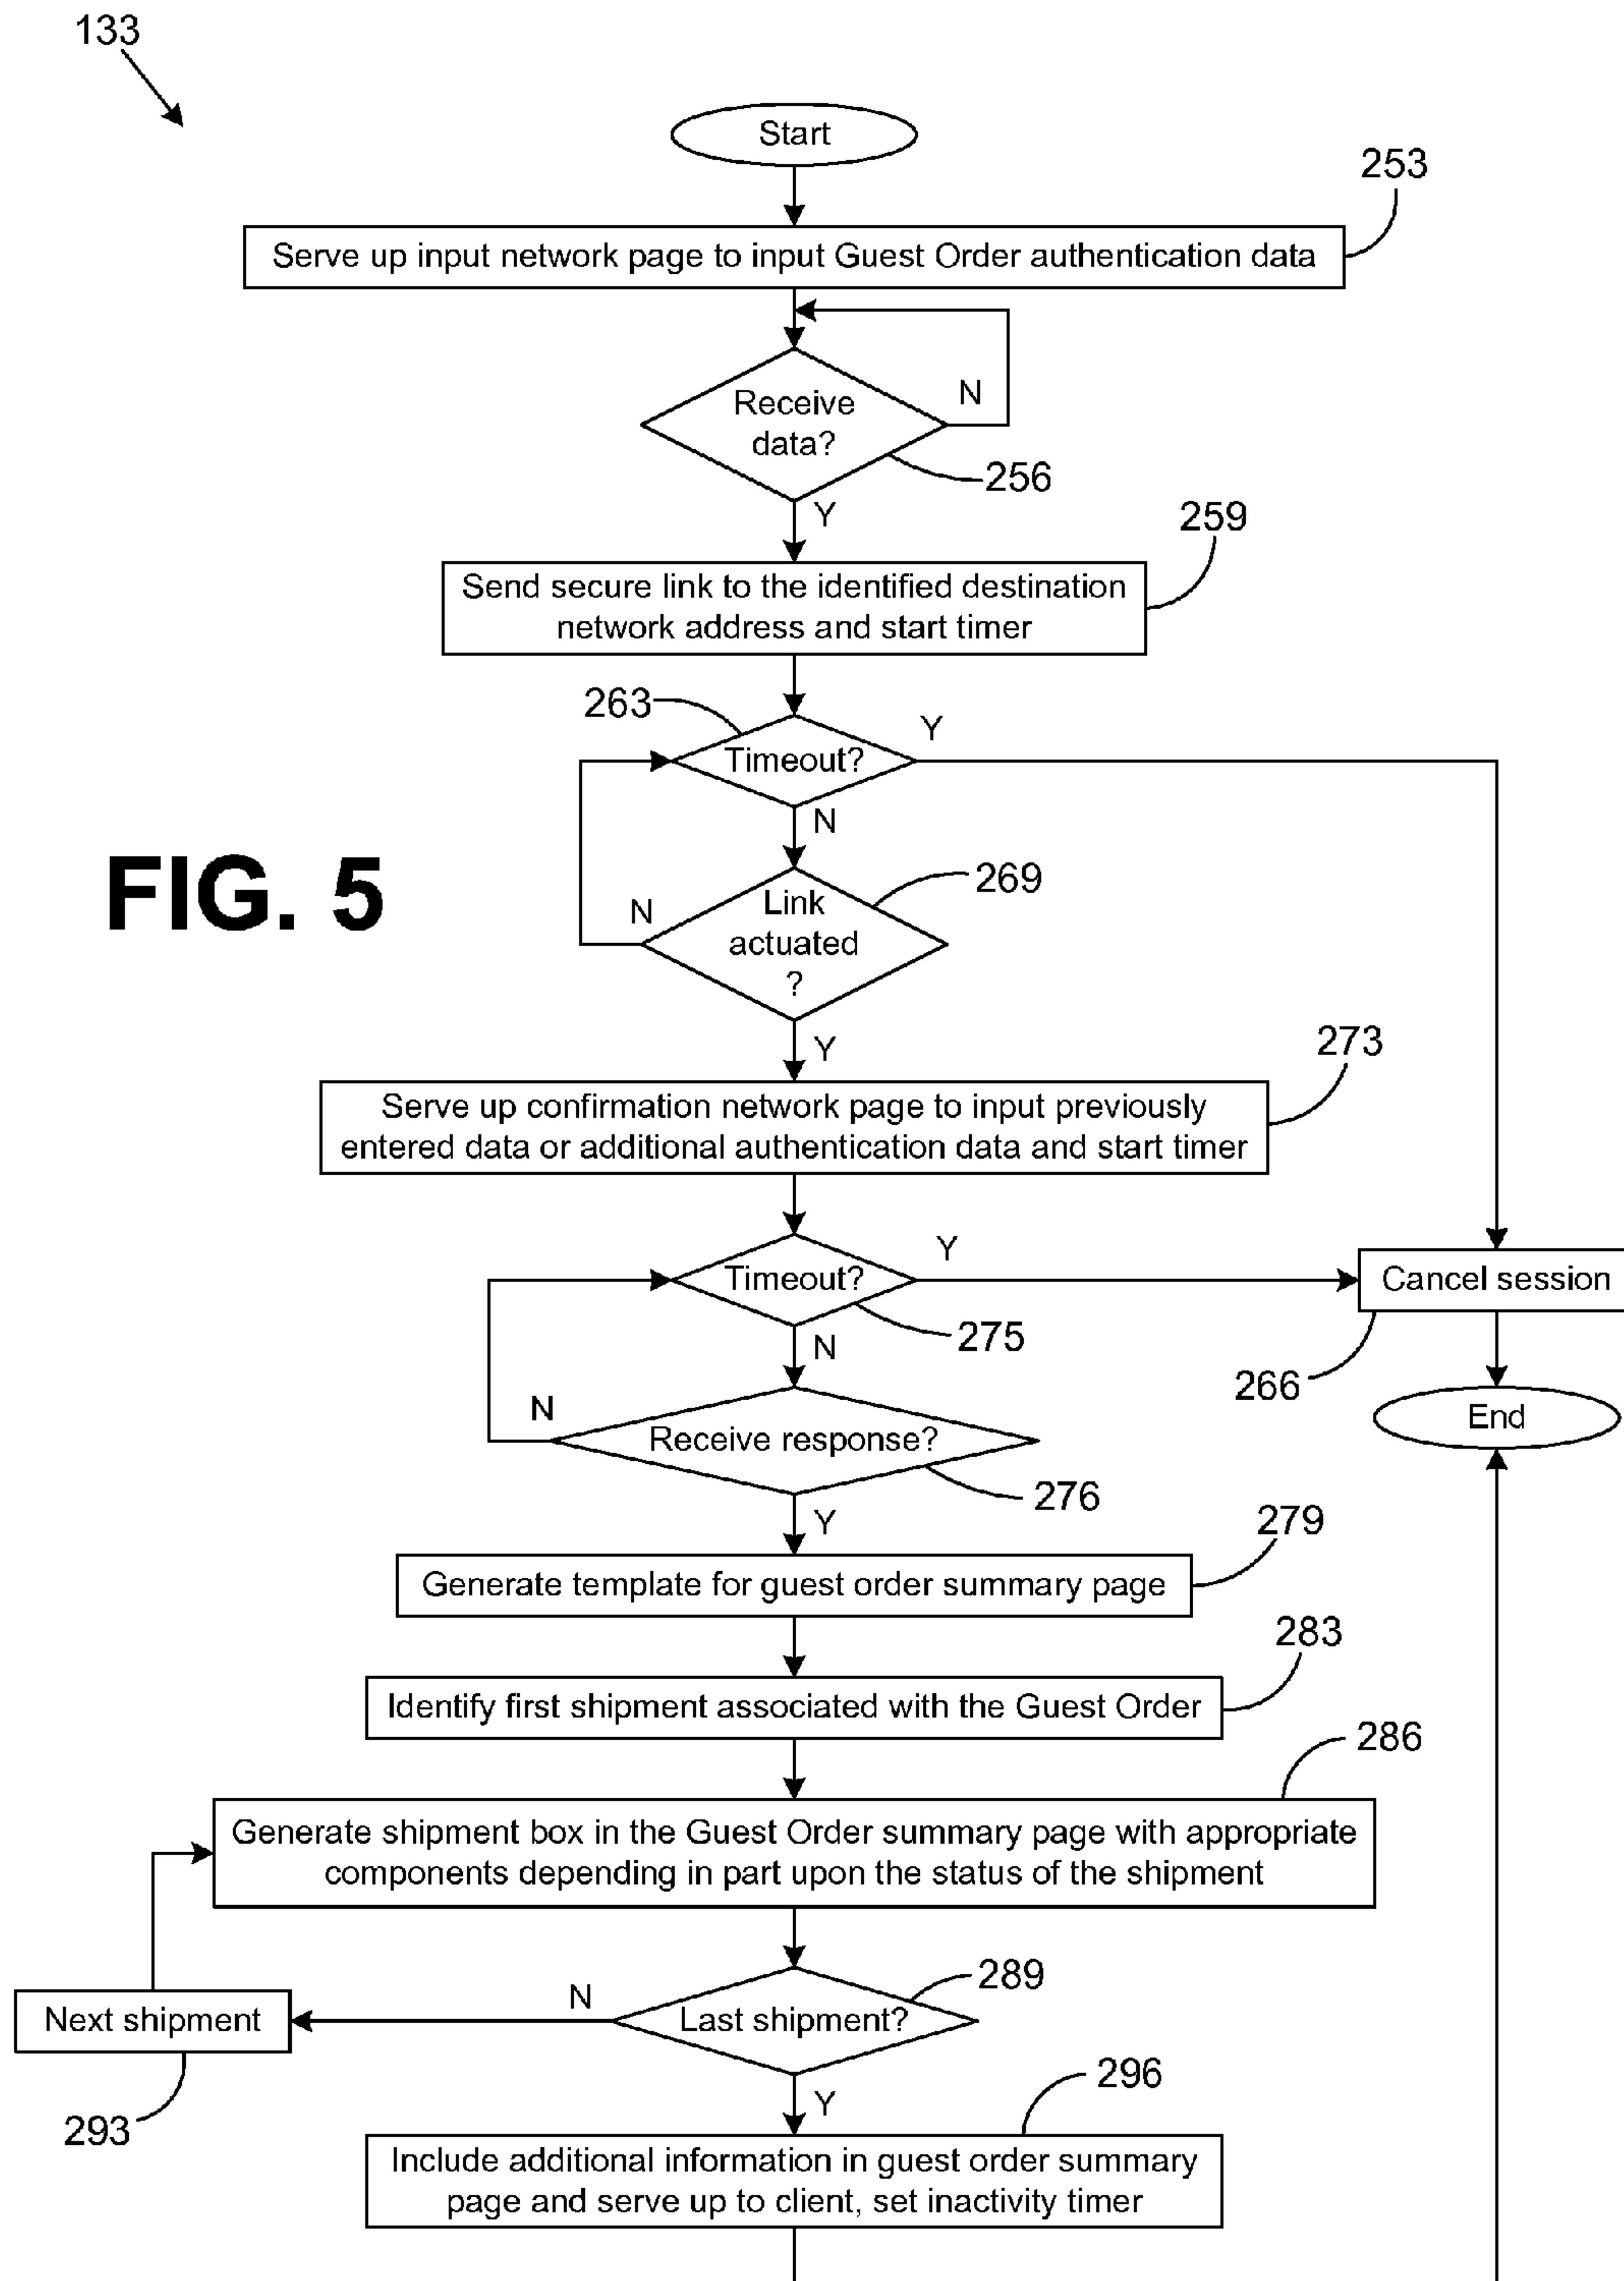 133
Start
253
Serve up input network page to input Guest Order authentication data
Receive
data?
N
256
Y
259
Send secure link to the identified destination
network address and start timer
263
Timeout?
Y
N
FIG. 5
269
Link
actuated
?
N
Y
273
Serve up confirmation network page to input previously
entered data or additional authentication data and start timer
Timeout?
Y
Cancel session
275
N
266
End
N
Receive response?
276
Y
279
Generate template for guest order summary page
283
Identify first shipment associated with the Guest Order
286
Generate shipment box in the Guest Order summary page with appropriate
components depending in part upon the status of the shipment
289
N
Next shipment
Last shipment?
293
Y
296
Include additional information in guest order summary
page and serve up to client, set inactivity timer